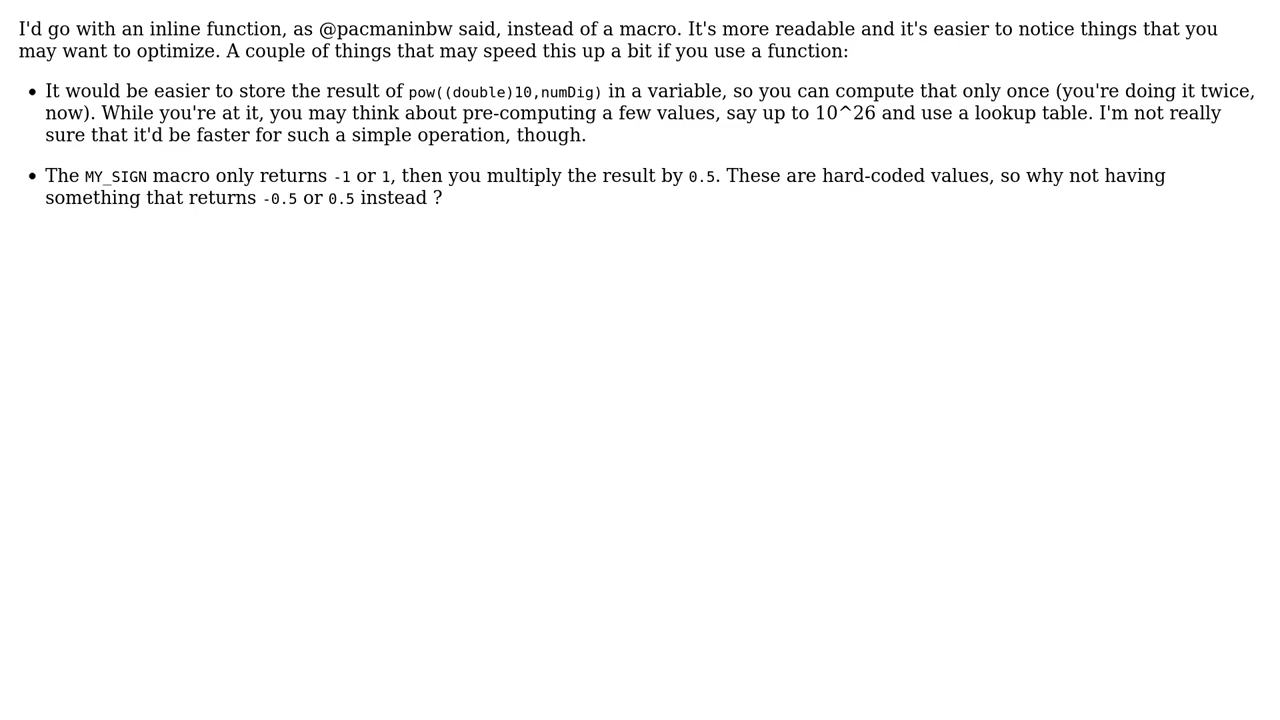 I'd go with an inline function, as @pacmaninbw said, instead of a macro. It's more readable and it's easier to notice things that you
may want to optimize. A couple of things that may speed this up a bit if you use a function:
• It would be easier to store the result of pow((double)10,numDig) in a variable, so you can compute that only once (you're doing it twice,
now). While you're at it, you may think about pre-computing a few values, say up to 10^26 and use a lookup table. I'm not really
sure that it'd be faster for such a simple operation, though.
• The MY_SIGN macro only returns -1 or 1, then you multiply the result by 0.5. These are hard-coded values, so why not having
something that returns -0.5 or 0.5 instead ?